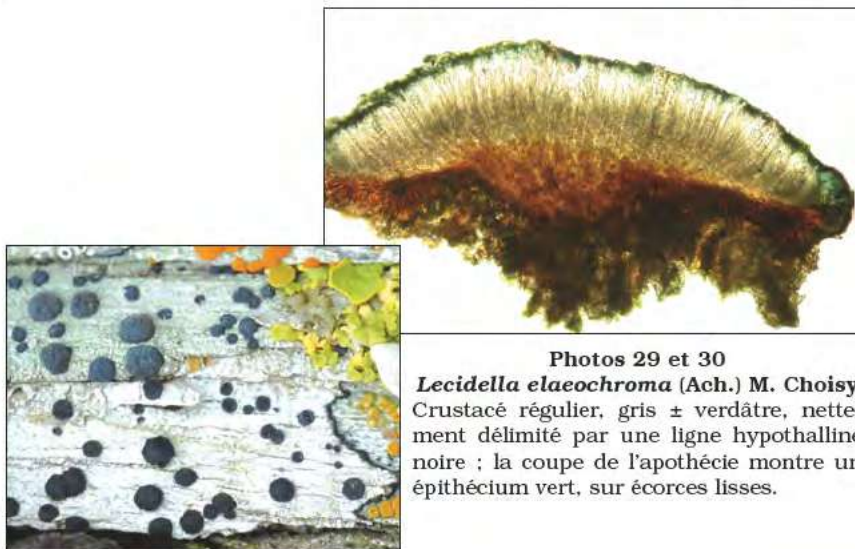 Photos 29 et 30
Lecidella elaeochroma (Ach.) M. Choisy
Crustacé régulier, gris ± verdâtre, nette-
ment délimité par une ligne hypothalline
noire ; la coupe de l'apothécie montre un
épithécium vert, sur écorces lisses.